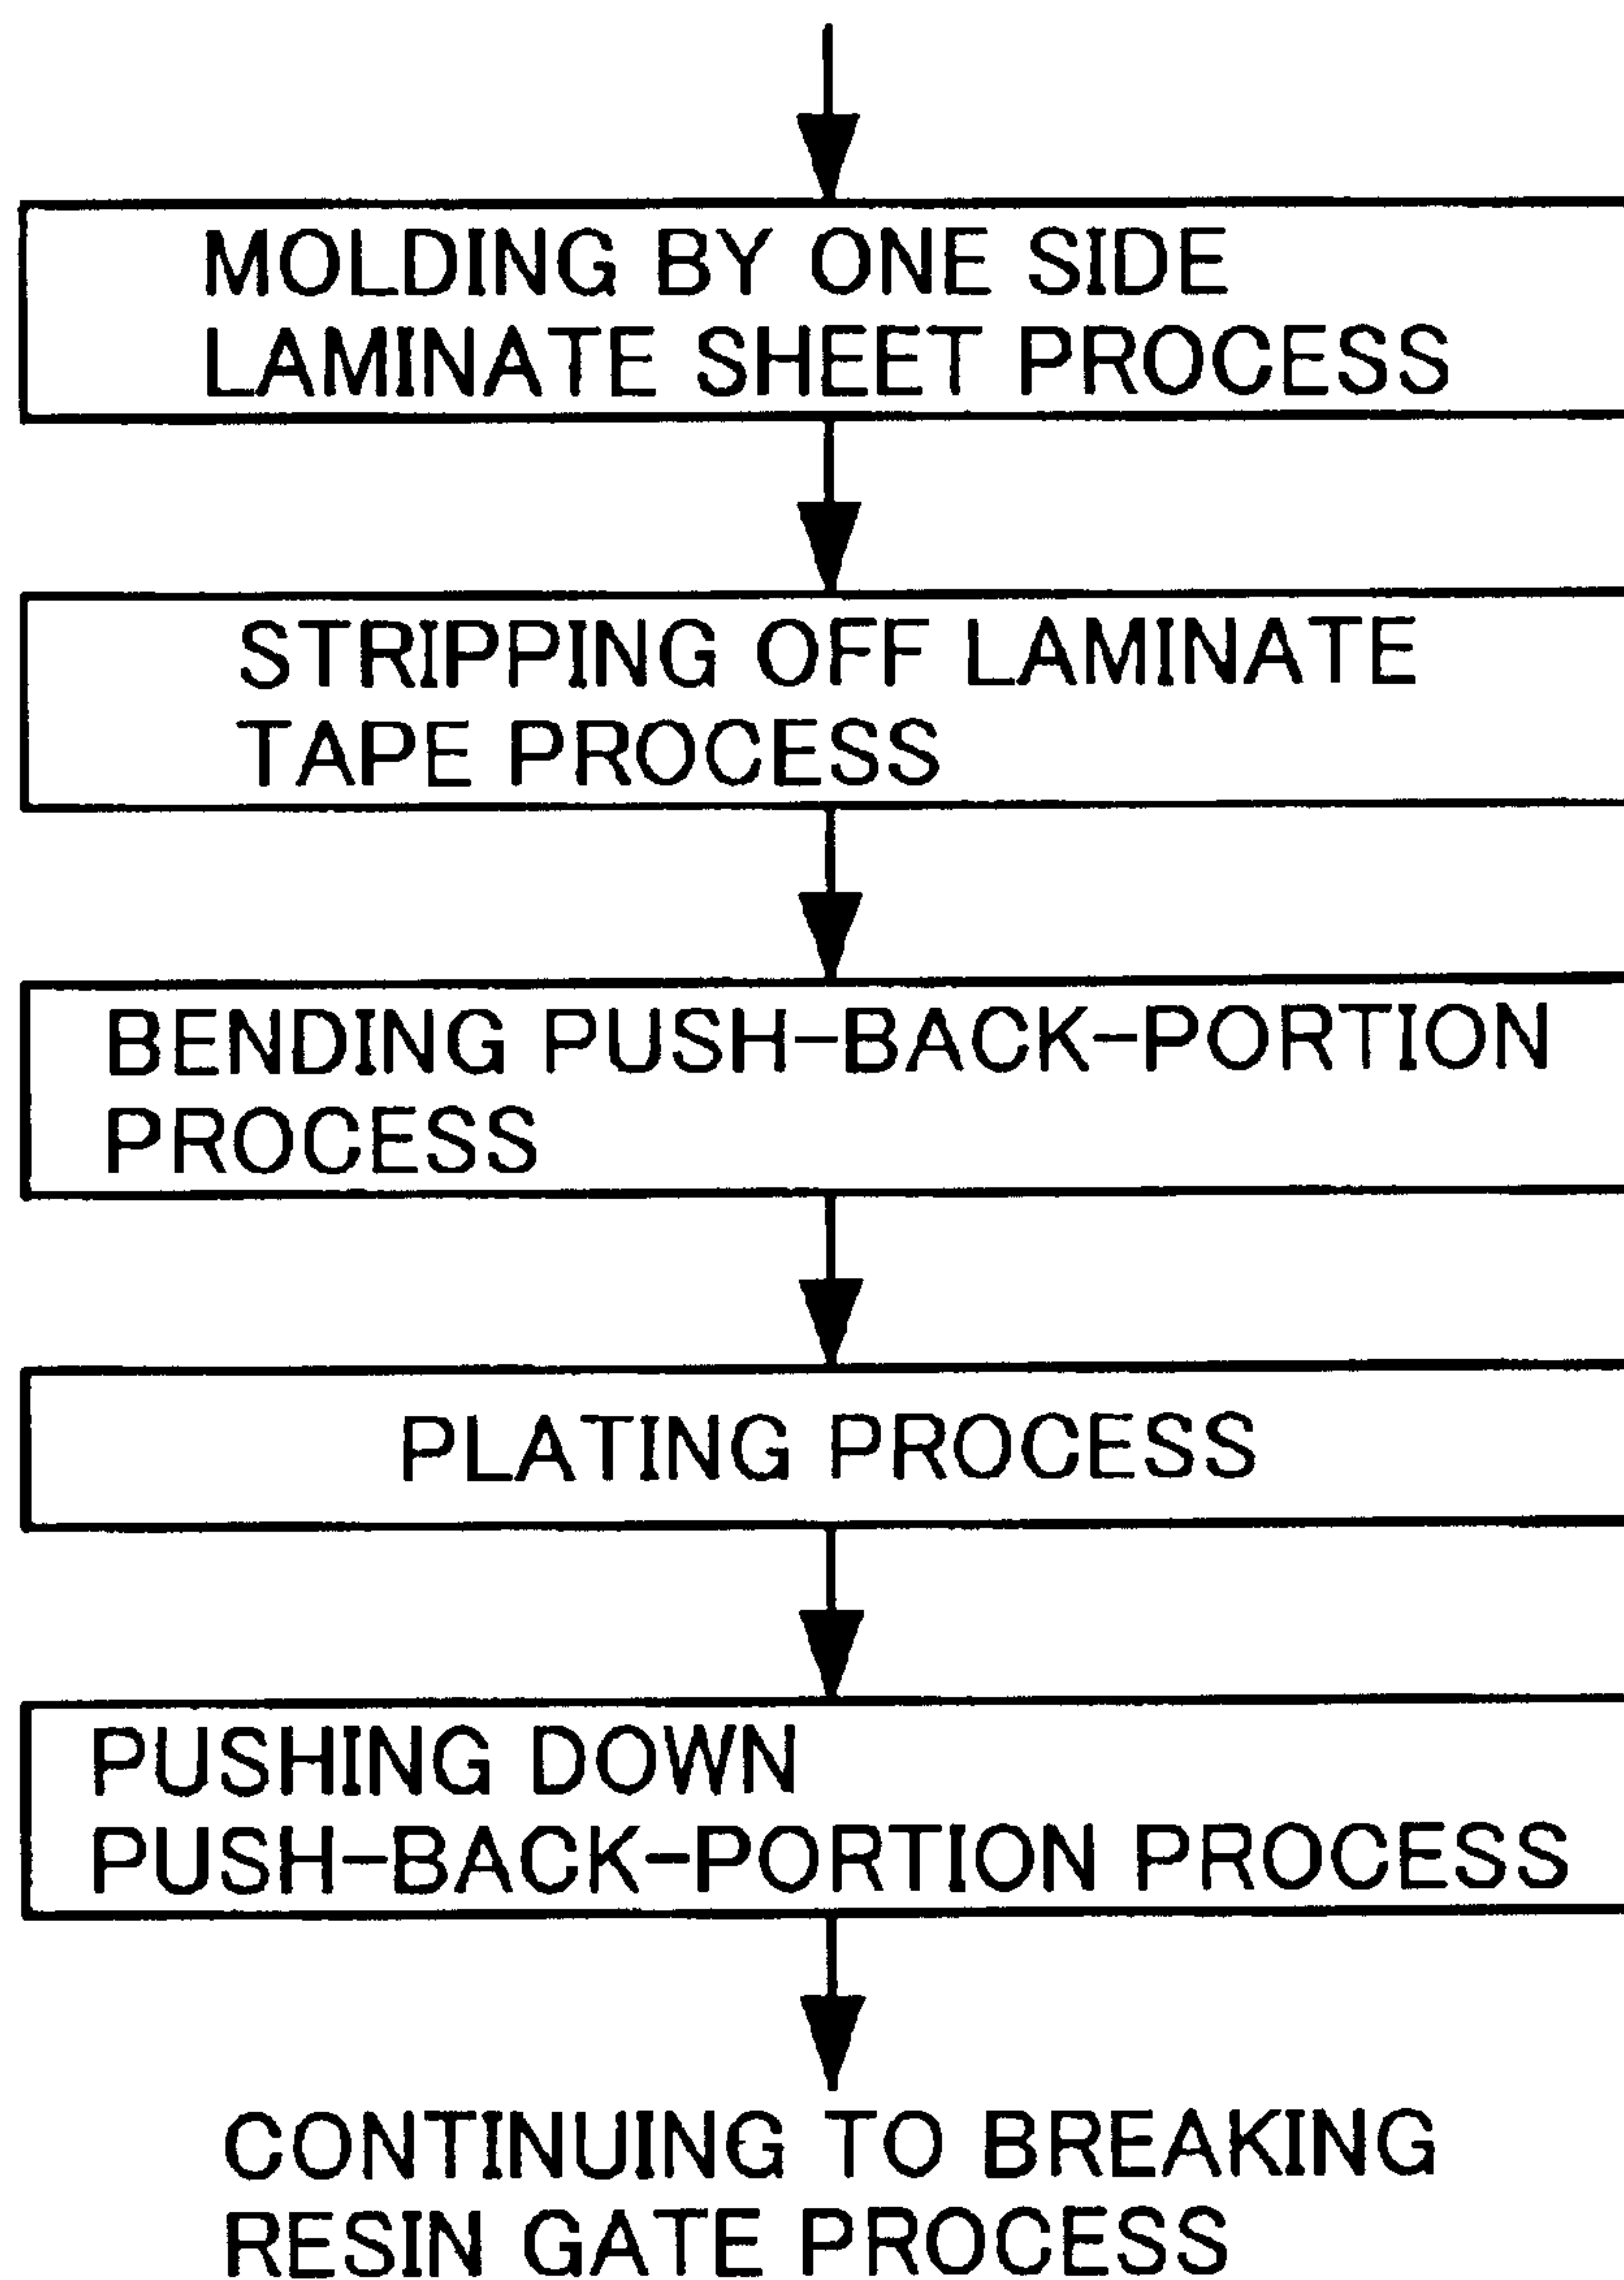 MOLDING BY ONE SIDE
LAMINATE SHEET PROCESS
STRIPPING OFF LAMINATE
TAPE PROCESS
BENDING PUSH-BACK-PORTION
PROCESS
PLATING PROCESS
PUSHING DOWN
PUSH-BACK-PORTION PROCESS
CONTINUING TO BREAKING
RESIN GATE PROCESS